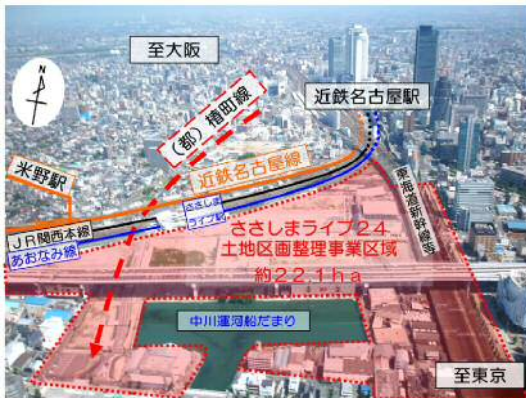 至大阪
N
(都)椿町線
近鉄名古屋駅
米野駅
近鉄名古屋線
東海道新幹線等
ささしま
ライブ駅
JR関西本線
あおなみ線
ささしまライブ24
土地区画整理事業区域
約22.1ha
中川運河船だまり
至東京